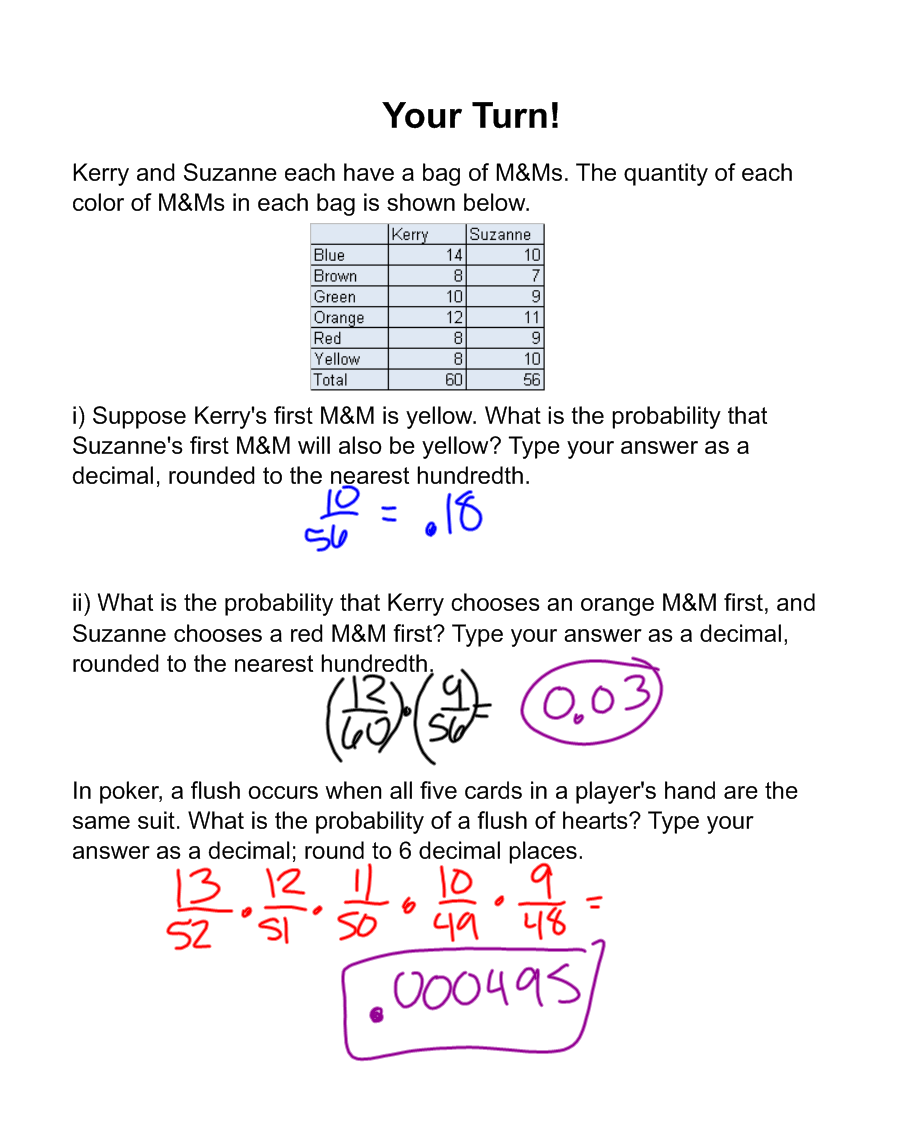 Your Turn!
Kerry and Suzanne each have a bag of M&Ms. The quantity of each
color of M&Ms in each bag is shown below.
Kerry Suzanne
Blue 14 10
Brown 8 7
Green 10 9
Orange 12 11
Red 8 9
Yellow 8 10
Total 60 56
i) Suppose Kerry's first M&M is yellow. What is the probability that
Suzanne's first M&M will also be yellow? Type your answer as a
decimal, rounded to the nearest hundredth.
10/56 = .18
ii) What is the probability that Kerry chooses an orange M&M first, and
Suzanne chooses a red M&M first? Type your answer as a decimal,
rounded to the nearest hundredth.
(12/60)·(9/56)= 0.03
In poker, a flush occurs when all five cards in a player's hand are the
same suit. What is the probability of a flush of hearts? Type your
answer as a decimal; round to 6 decimal places.
13/52 · 12/51 · 11/50 · 10/49 · 9/48 =
.000495